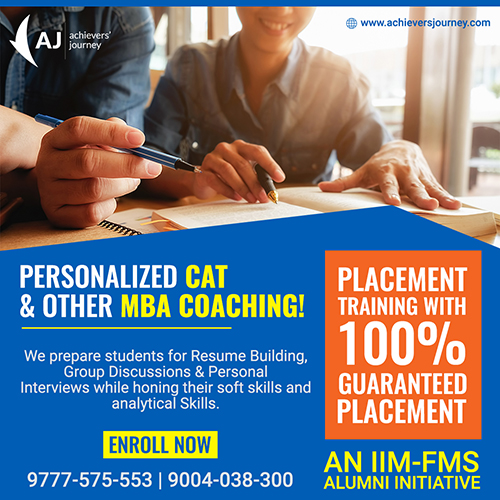 AJ achievers'
journey
www.achieversjourney.com
PERSONALIZED CAT
& OTHER MBA COACHING!
We prepare students for Resume Building,
Group Discussions & Personal
Interviews while honing their soft skills and
analytical Skills.
ENROLL NOW
9777-575-553 | 9004-038-300
PLACEMENT
TRAINING WITH
100%
GUARANTEED
PLACEMENT
AN IIM-FMS
ALUMNI INITIATIVE